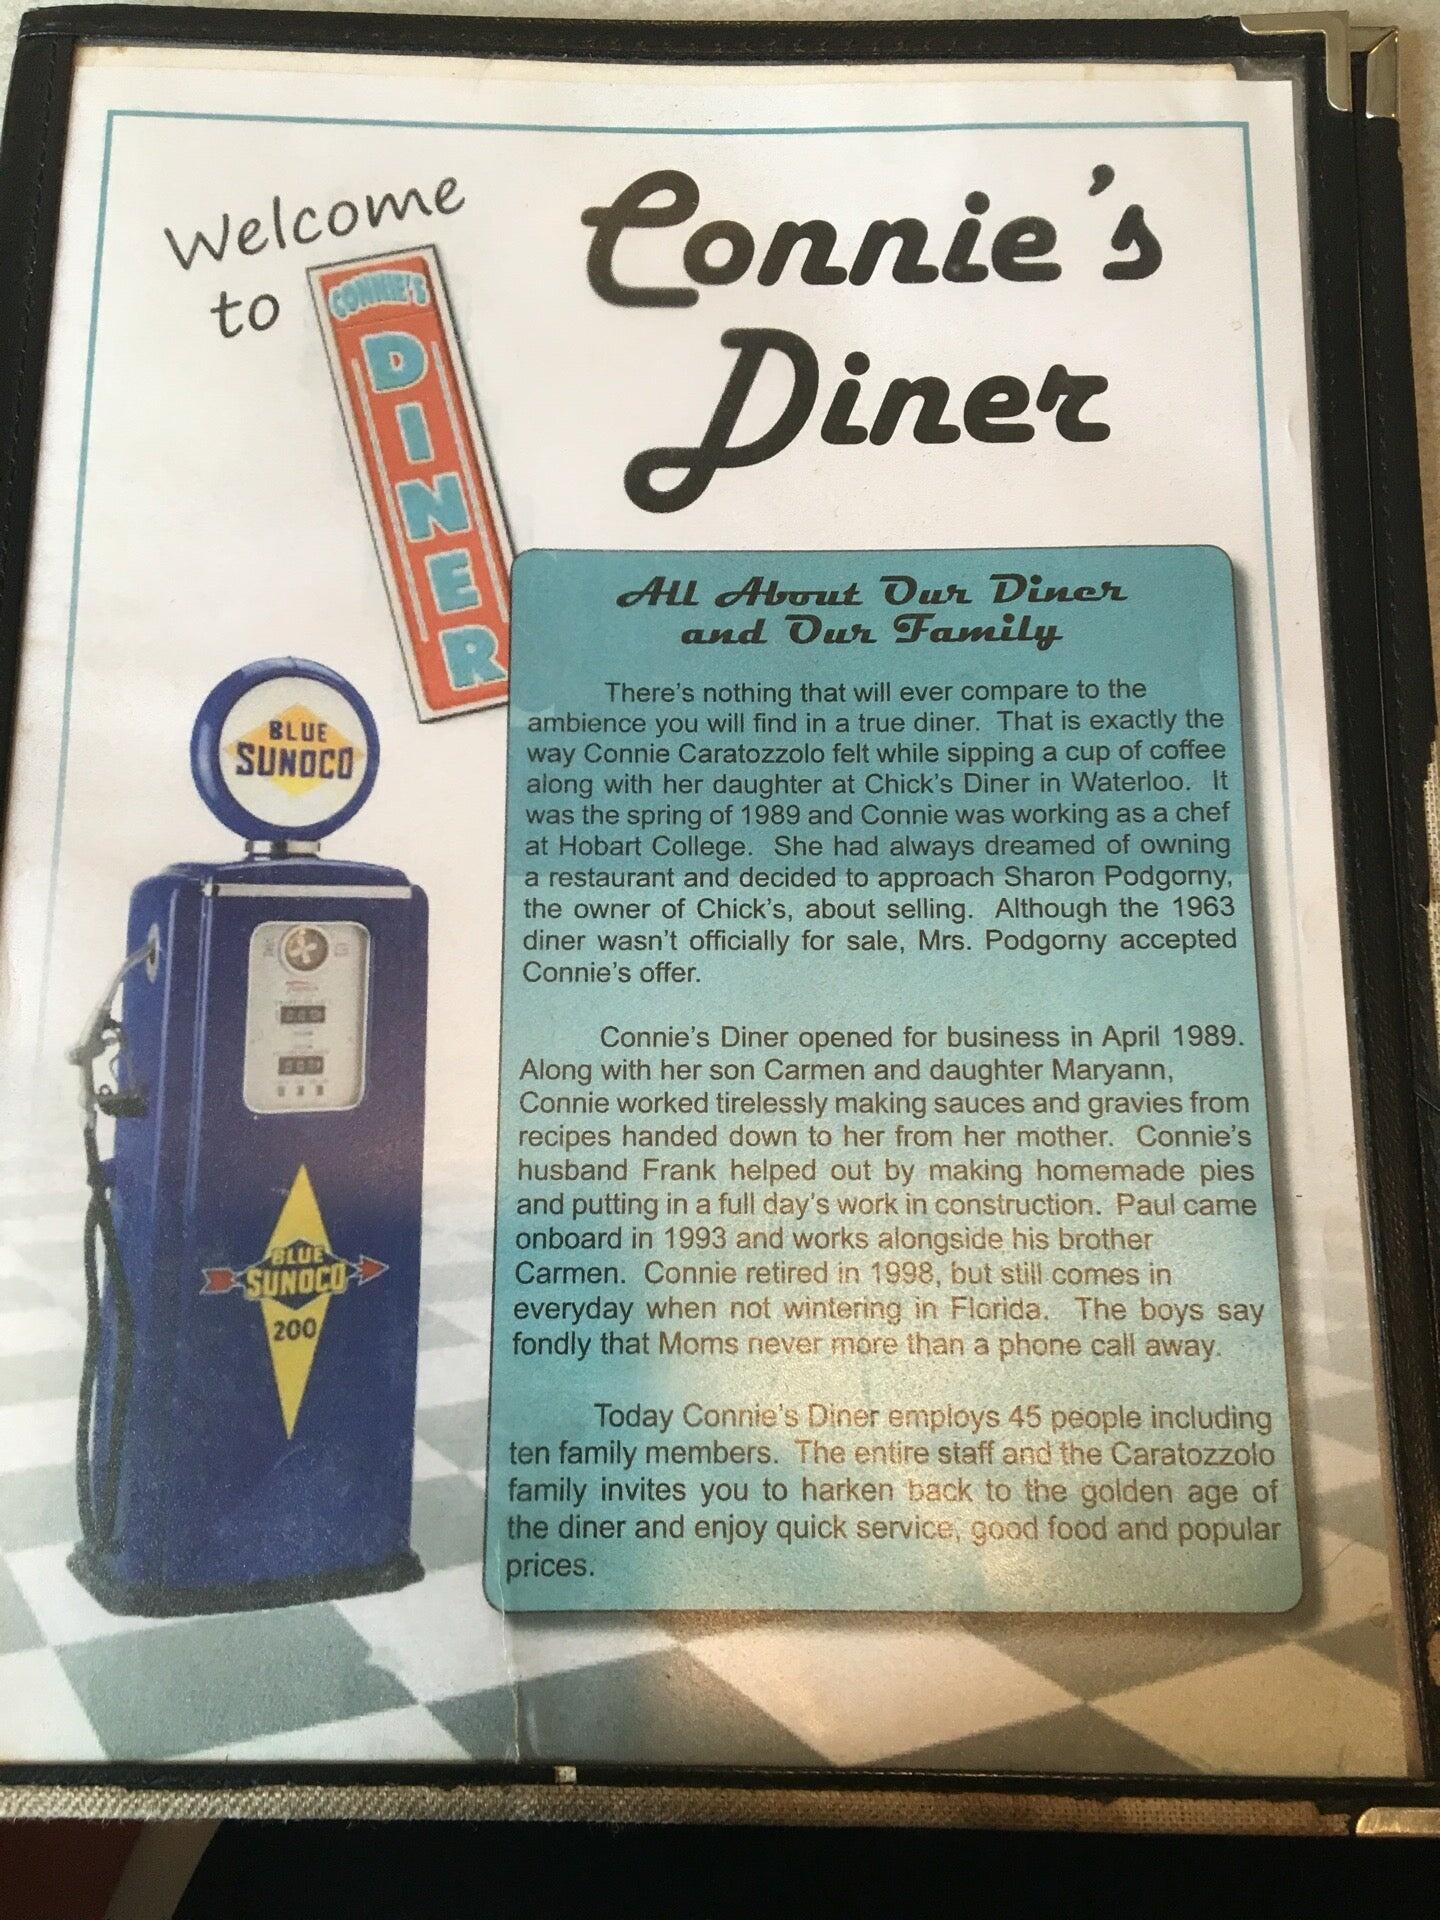 Welcome
to
CONNIE'S
DINER
Connie's
Diner
All About Our Diner
and Our Family
There's nothing that will ever compare to the
ambience you will find in a true diner. That is exactly the
way Connie Caratozzolo felt while sipping a cup of coffee
along with her daughter at Chick's Diner in Waterloo. It
was the spring of 1989 and Connie was working as a chef
at Hobart College. She had always dreamed of owning
a restaurant and decided to approach Sharon Podgorny,
the owner of Chick's, about selling. Although the 1963
diner wasn't officially for sale, Mrs. Podgorny accepted
Connie's offer.
Connie's Diner opened for business in April 1989.
Along with her son Carmen and daughter Maryann,
Connie worked tirelessly making sauces and gravies from
recipes handed down to her from her mother. Connie's
husband Frank helped out by making homemade pies
and putting in a full day's work in construction. Paul came
onboard in 1993 and works alongside his brother
Carmen. Connie retired in 1998, but still comes in
everyday when not wintering in Florida. The boys say
fondly that Moms never more than a phone call away.
Today Connie's Diner employs 45 people including
ten family members. The entire staff and the Caratozzolo
family invites you to harken back to the golden age of
the diner and enjoy quick service, good food and popular
prices.
BLUE
SUNOCO
BLUE
SUNOCO
200